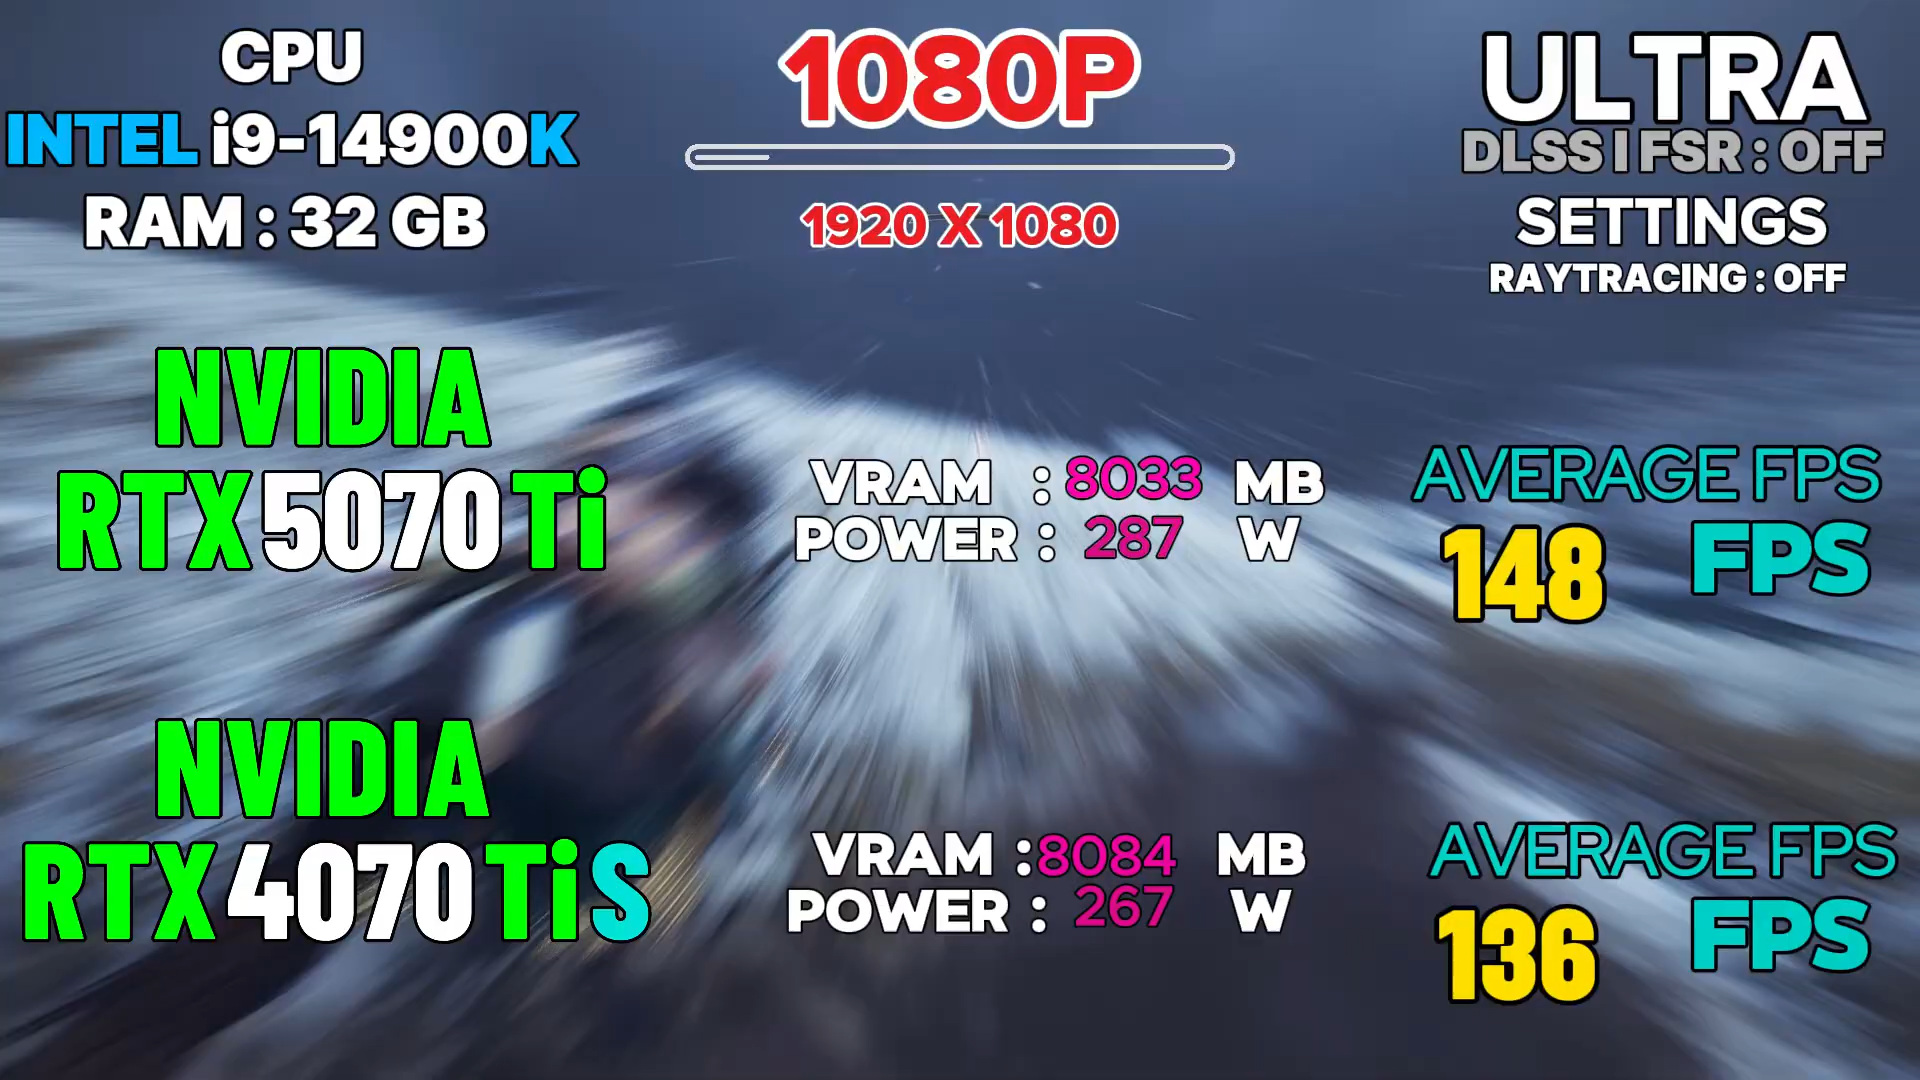 CPU
INTEL i9-14900K
RAM : 32 GB
1080P
1920 X 1080
ULTRA
DLSS | FSR : OFF
SETTINGS
RAYTRACING : OFF
NVIDIA
RTX 5070 Ti
VRAM : 8033 MB
POWER : 287 W
AVERAGE FPS
148 FPS
NVIDIA
RTX 4070 TiS
VRAM : 8084 MB
POWER : 267 W
AVERAGE FPS
136 FPS